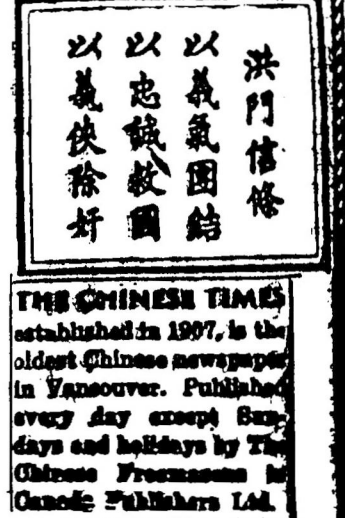 洪門信條
以義氣團結
以忠誠救國
以義俠除奸
THE CHINESE TIMES
established in 1907, is the
oldest Chinese newspaper
in Vancouver. Published
every day except Sun-
days and holidays by The
Chinese Freemasons in
Canada Publishers Ltd.